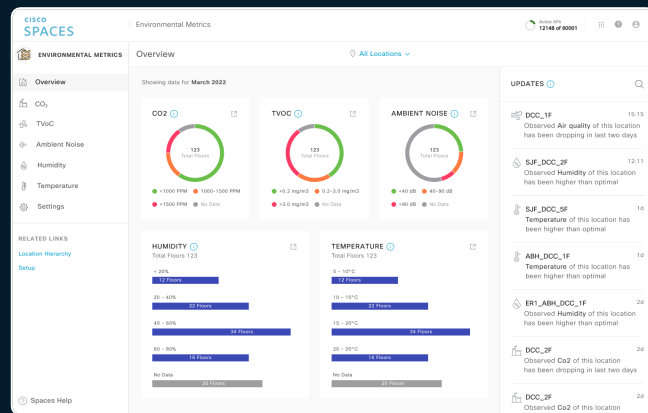 CISCO
SPACES
Environmental Metrics
Active APs
12148 of 60001
ENVIRONMENTAL METRICS
Overview
All Locations
Overview
CO₂
TVoC
Ambient Noise
Humidity
Temperature
Settings
RELATED LINKS
Location Hierarchy
Setup
Spaces Help
Showing data for March 2022
CO2
123
Total Floors
<1000 PPM
1000-1500 PPM
>1500 PPM
No Data
TVOC
123
Total Floors
<0.2 mg/m3
0.2-3.0 mg/m3
>3.0 mg/m3
No Data
AMBIENT NOISE
123
Total Floors
<40 dB
40-90 dB
>90 dB
No Data
HUMIDITY
Total Floors 123
< 20%
12 Floors
20 - 40%
22 Floors
40 - 60%
34 Floors
60 - 80%
18 Floors
No Data
20 Floors
TEMPERATURE
Total Floors 123
5 - 10°C
12 Floors
10 - 15°C
22 Floors
15 - 20°C
34 Floors
20 - 25°C
18 Floors
No Data
20 Floors
UPDATES
DCC_1F 15:15
Observed Air quality of this location
has been dropping in last two days
SJF_DCC_2F 12:11
Observed Humidity of this location
has been higher than optimal
SJF_DCC_5F 1d
Temperature of this location has
been higher than optimal
ABH_DCC_1F 1d
Temperature of this location has
been higher than optimal
ER1_ABH_DCC_1F 2d
Observed Humidity of this location
has been higher than optimal
DCC_2F 2d
Observed Co2 of this location
has been dropping in last two days
DCC_2F 2d
Observed Co2 of this location